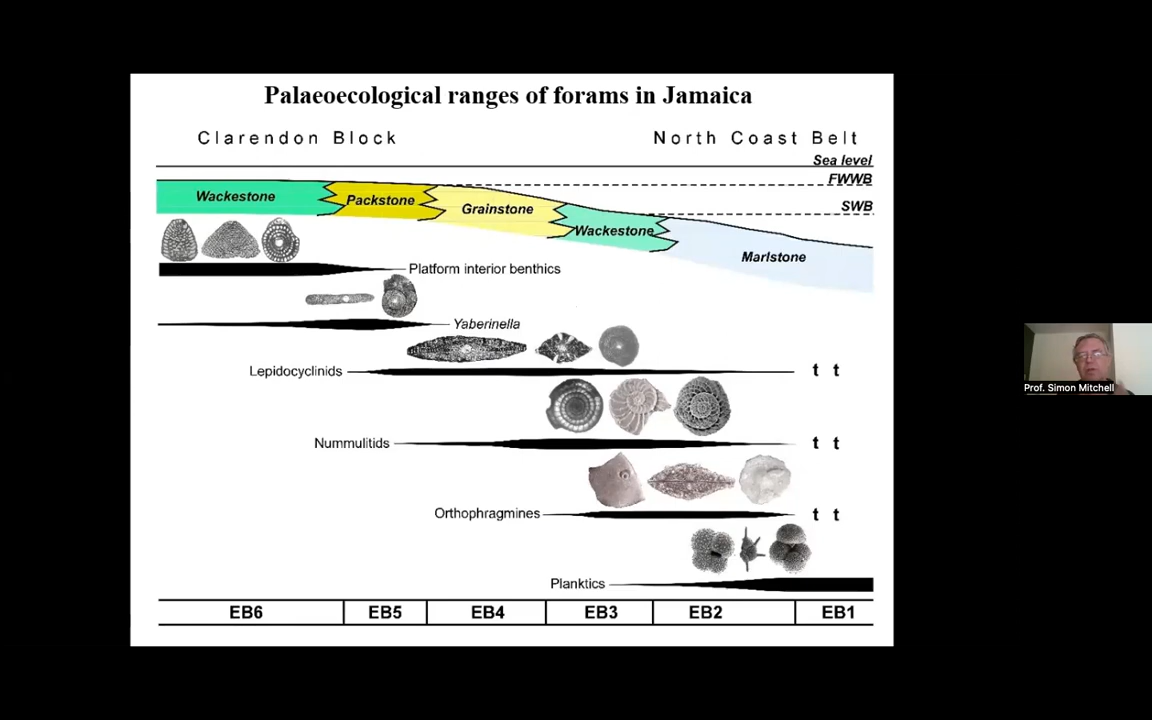 Palaeoecological ranges of forams in Jamaica
Clarendon Block
North Coast Belt
Sea level
FWWB
SWB
Wackestone
Packstone
Grainstone
Wackestone
Marlstone
Platform interior benthics
Yaberinella
Lepidocyclinids
t t
Nummulitids
t t
Orthophragmines
t t
Planktics
EB6 EB5 EB4 EB3 EB2 EB1
Prof. Simon Mitchell